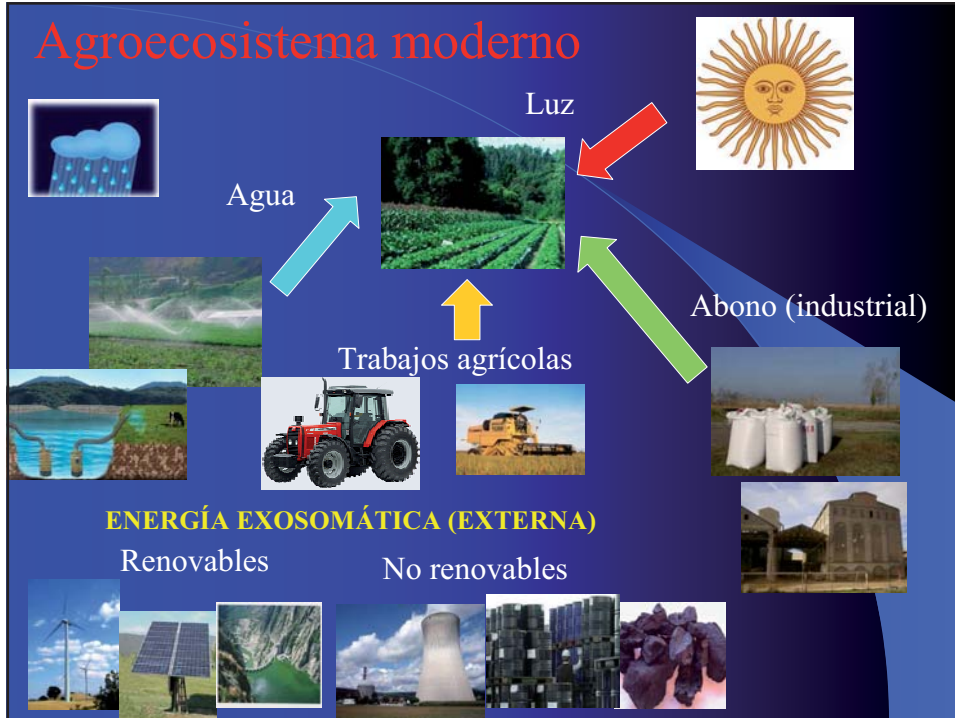 Agroecosistema moderno
Luz
Agua
Abono (industrial)
Trabajos agrícolas
ENERGÍA EXOSOMÁTICA (EXTERNA)
Renovables
No renovables